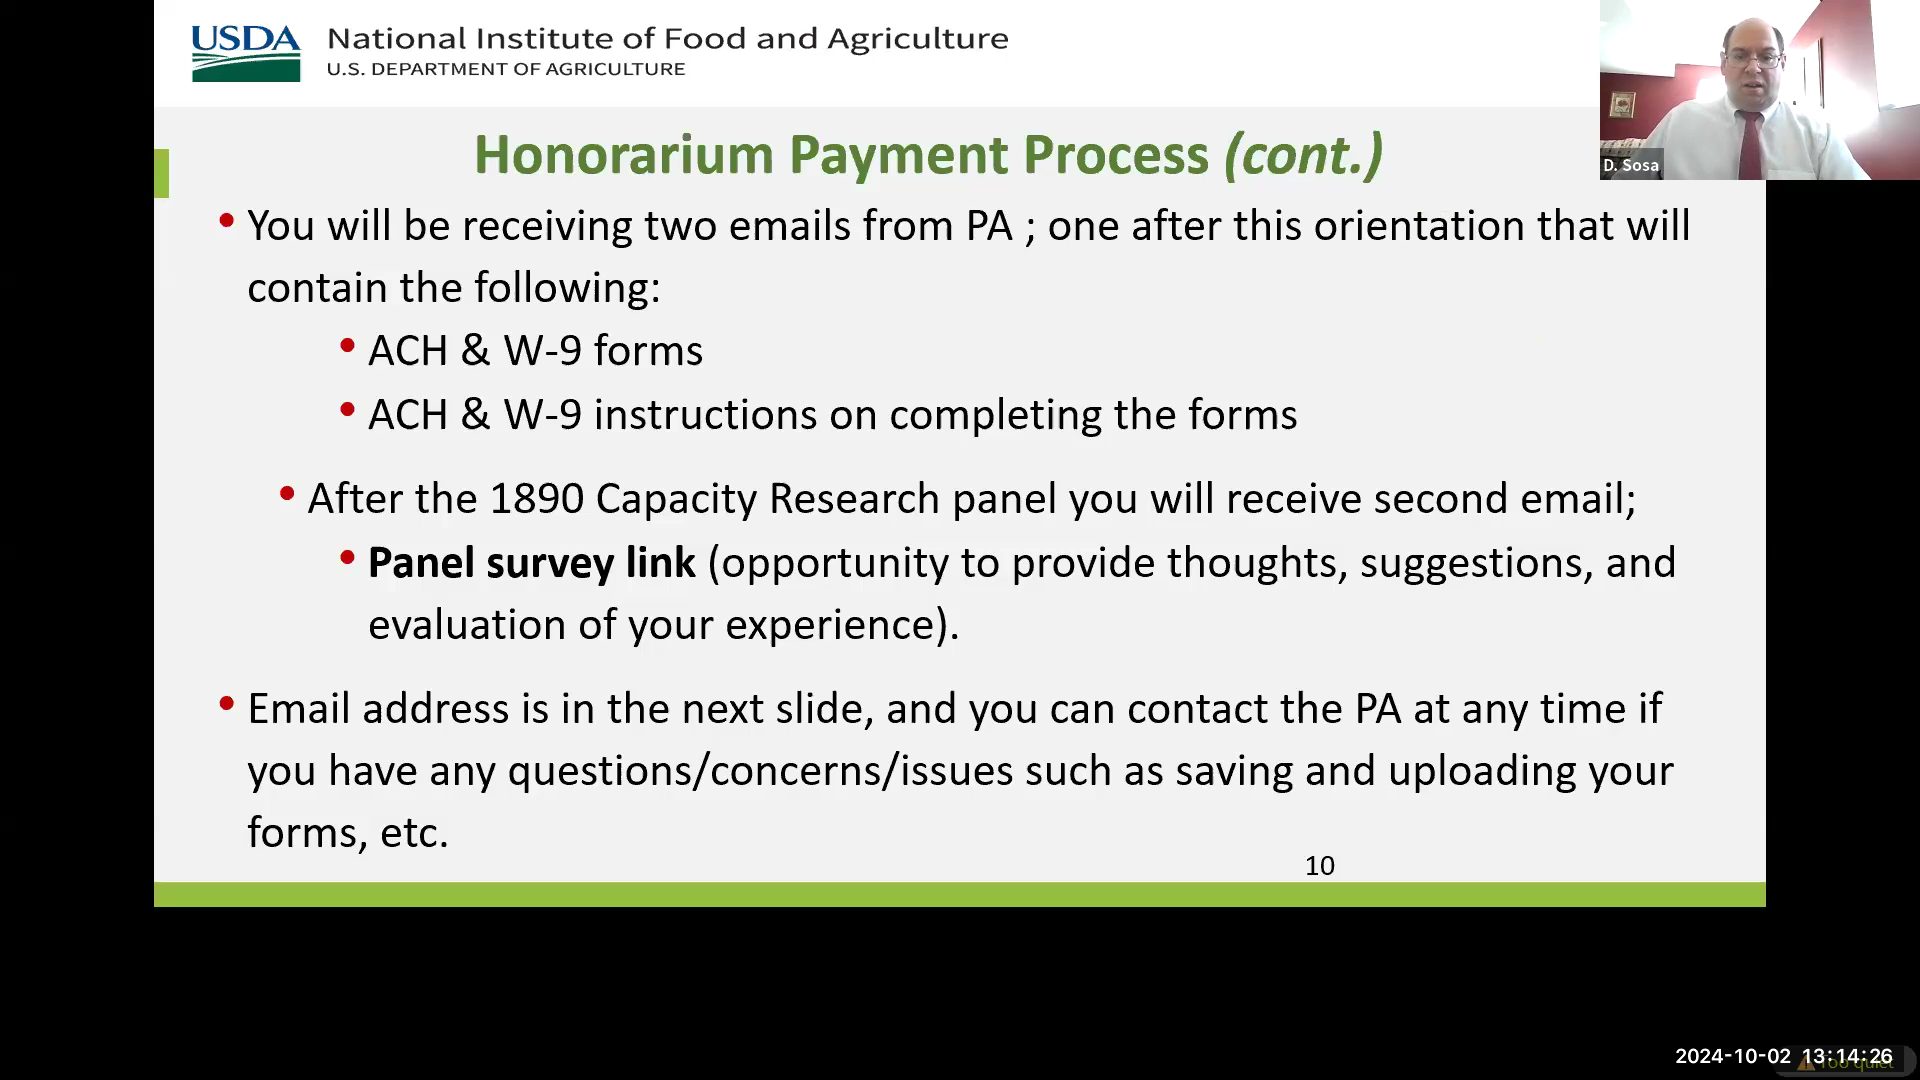 USDA
National Institute of Food and Agriculture
U.S. DEPARTMENT OF AGRICULTURE
D. Sosa
Honorarium Payment Process (cont.)
• You will be receiving two emails from PA ; one after this orientation that will
contain the following:
• ACH & W-9 forms
• ACH & W-9 instructions on completing the forms
• After the 1890 Capacity Research panel you will receive second email;
• Panel survey link (opportunity to provide thoughts, suggestions, and
evaluation of your experience).
• Email address is in the next slide, and you can contact the PA at any time if
you have any questions/concerns/issues such as saving and uploading your
forms, etc.
10
2024-10-02 13:14:26
Too quiet